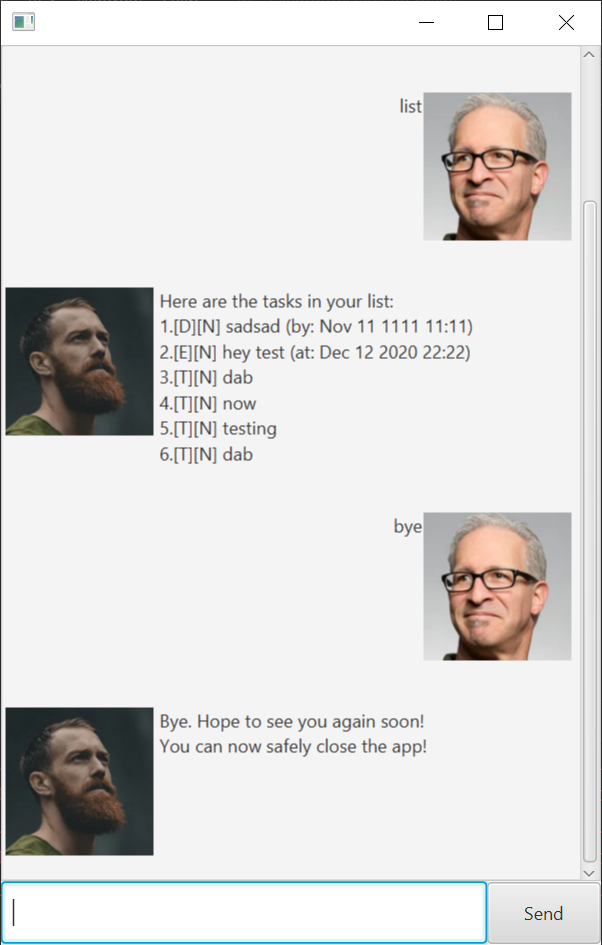 list
Here are the tasks in your list:
1.[D][N] sadsad (by: Nov 11 1111 11:11)
2.[E][N] hey test (at: Dec 12 2020 22:22)
3.[T][N] dab
4.[T][N] now
5.[T][N] testing
6.[T][N] dab
bye
Bye. Hope to see you again soon!
You can now safely close the app!
Send